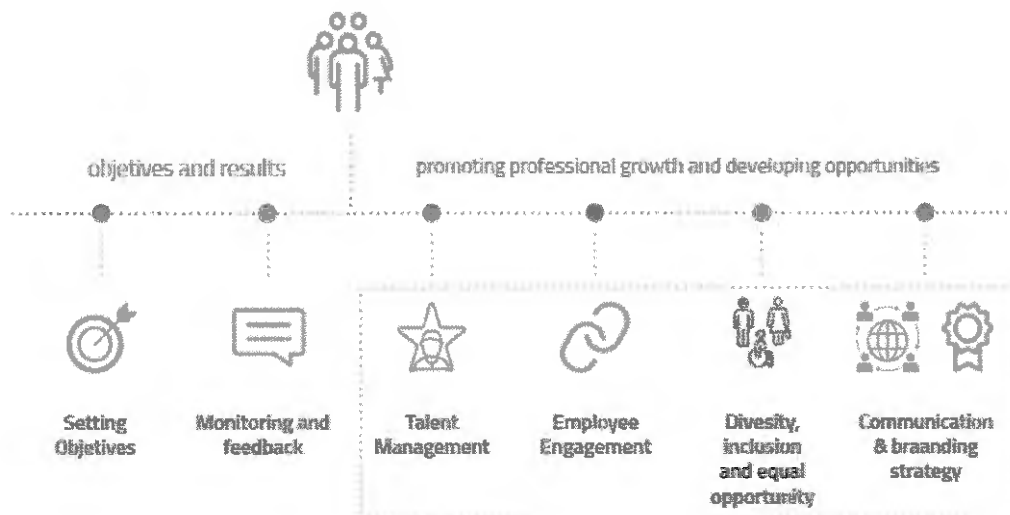 objetives and results
promoting professional growth and developing opportunities
Setting
Objetives
Monitoring and
feedback
Talent
Management
Employee
Engagement
Divesity,
inclusion
and equal
opportunity
Communication
& braanding
strategy